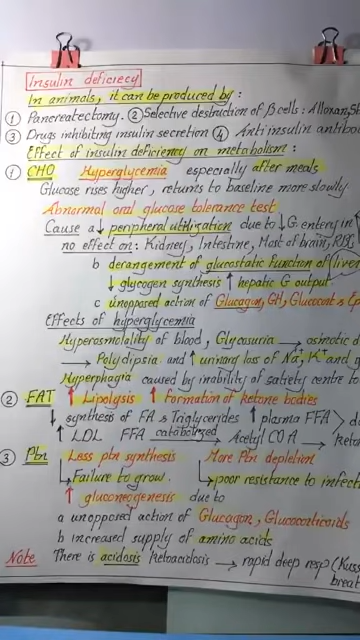 Insulin deficiecy
In animals, it can be produced by :
① Pancreatectomy. ② Selective destruction of β cells : Alloxan,
③ Drugs inhibiting insulin secretion ④ Anti insulin
Effect of insulin deficiency on metabolism :
① CHO Hyperglycemia especially after meals
Glucose rises higher, returns to baseline more slowly
Abnormal oral glucose tolerance test
Cause a ↓ peripheral utilization due to ↓ G. entery in
no effect on : Kidney, Intestine, Most of brain, RBC
b derangement of glucostatic function of liver
↓ glycogen synthesis ↑ hepatic G output
c unopposed action of Glucagon, GH, Glucocort &
Effects of hyperglycemia
Hyperosmolality of blood, Glycosuria → osmotic
→ Polydipsia and ↑ urinary loss of Na⁺, K⁺ and
Hyperphagia caused by inability of satiety centre
② FAT ↑ Lipolysis ↑ formation of ketone bodies
↓ synthesis of FA & Triglycerides ↑ plasma FFA >
↑ LDL FFA catabolized → Acetyl COA →
③ Ptn Less ptn synthesis More Ptn depletion
↳ Failure to grow. ↳ poor resistance to
↑ gluconeogenesis due to
a unopposed action of Glucagon, Glucocorticoids
b increased supply of amino acids
Note There is acidosis ketoacidosis → rapid deep resp